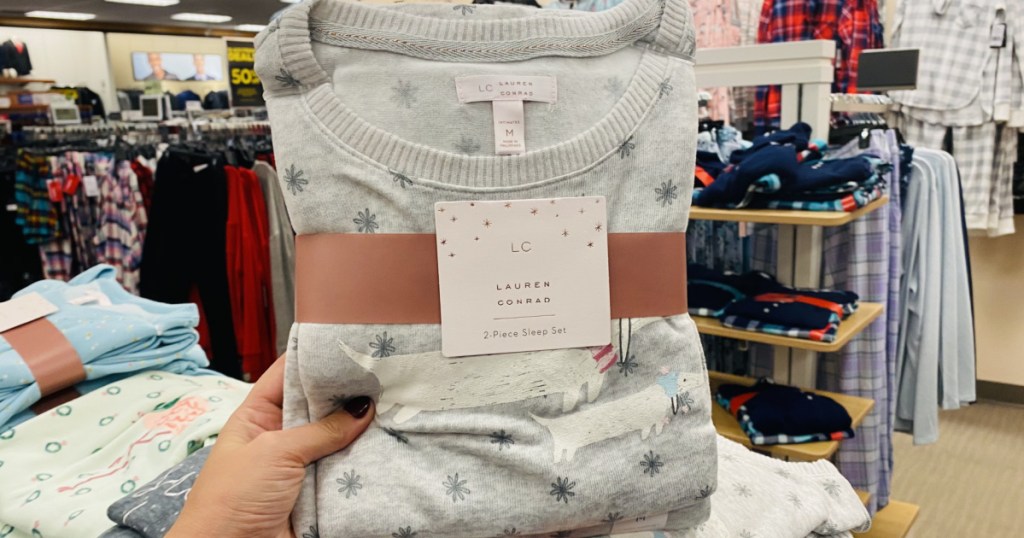 LC LAUREN
CONRAD
M
LC
LAUREN
CONRAD
2-Piece Sleep Set
50%